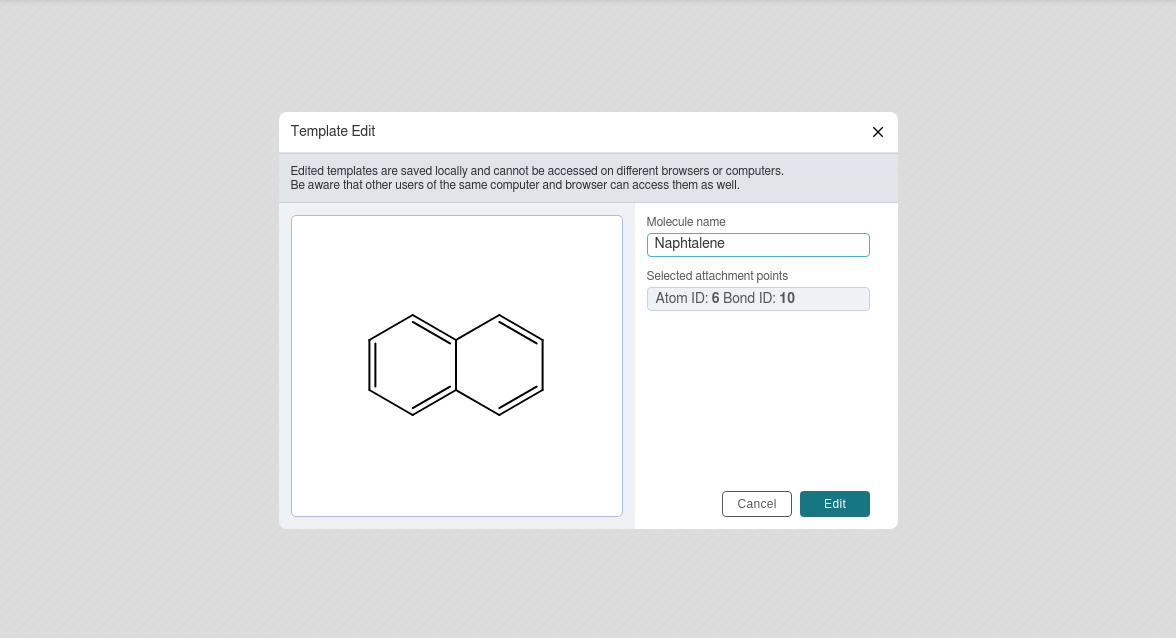 Template Edit
Edited templates are saved locally and cannot be accessed on different browsers or computers.
Be aware that other users of the same computer and browser can access them as well.
Molecule name
Naphtalene
Selected attachment points
Atom ID: 6 Bond ID: 10
Cancel
Edit